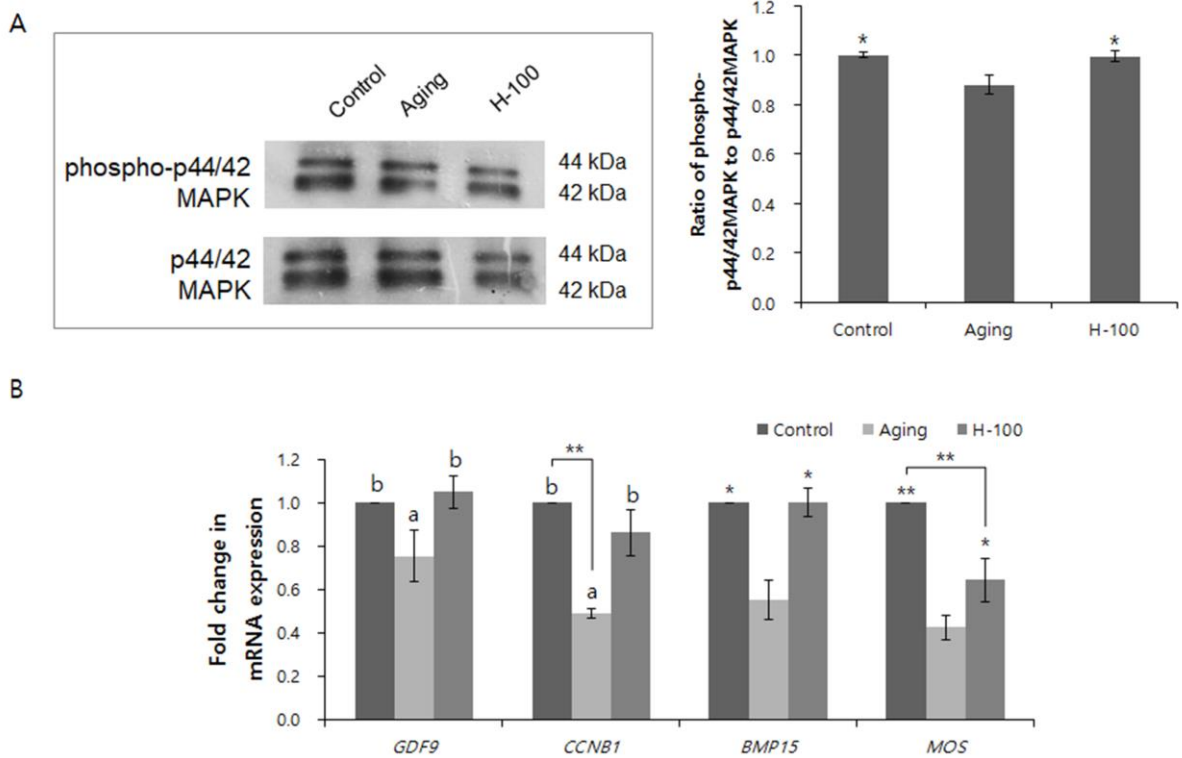 A
Control
Aging
H-100
phospho-p44/42
MAPK
44 kDa
42 kDa
p44/42
MAPK
44 kDa
42 kDa
Ratio of phospho-
p44/42MAPK to p44/42MAPK
1.2
1.0
0.8
0.6
0.4
0.2
0.0
*
*
Control
Aging
H-100
B
Control
Aging
H-100
Fold change in
mRNA expression
1.2
1.0
0.8
0.6
0.4
0.2
0.0
b
a
b
**
b
a
b
*
*
**
**
*
GDF9
CCNB1
BMP15
MOS